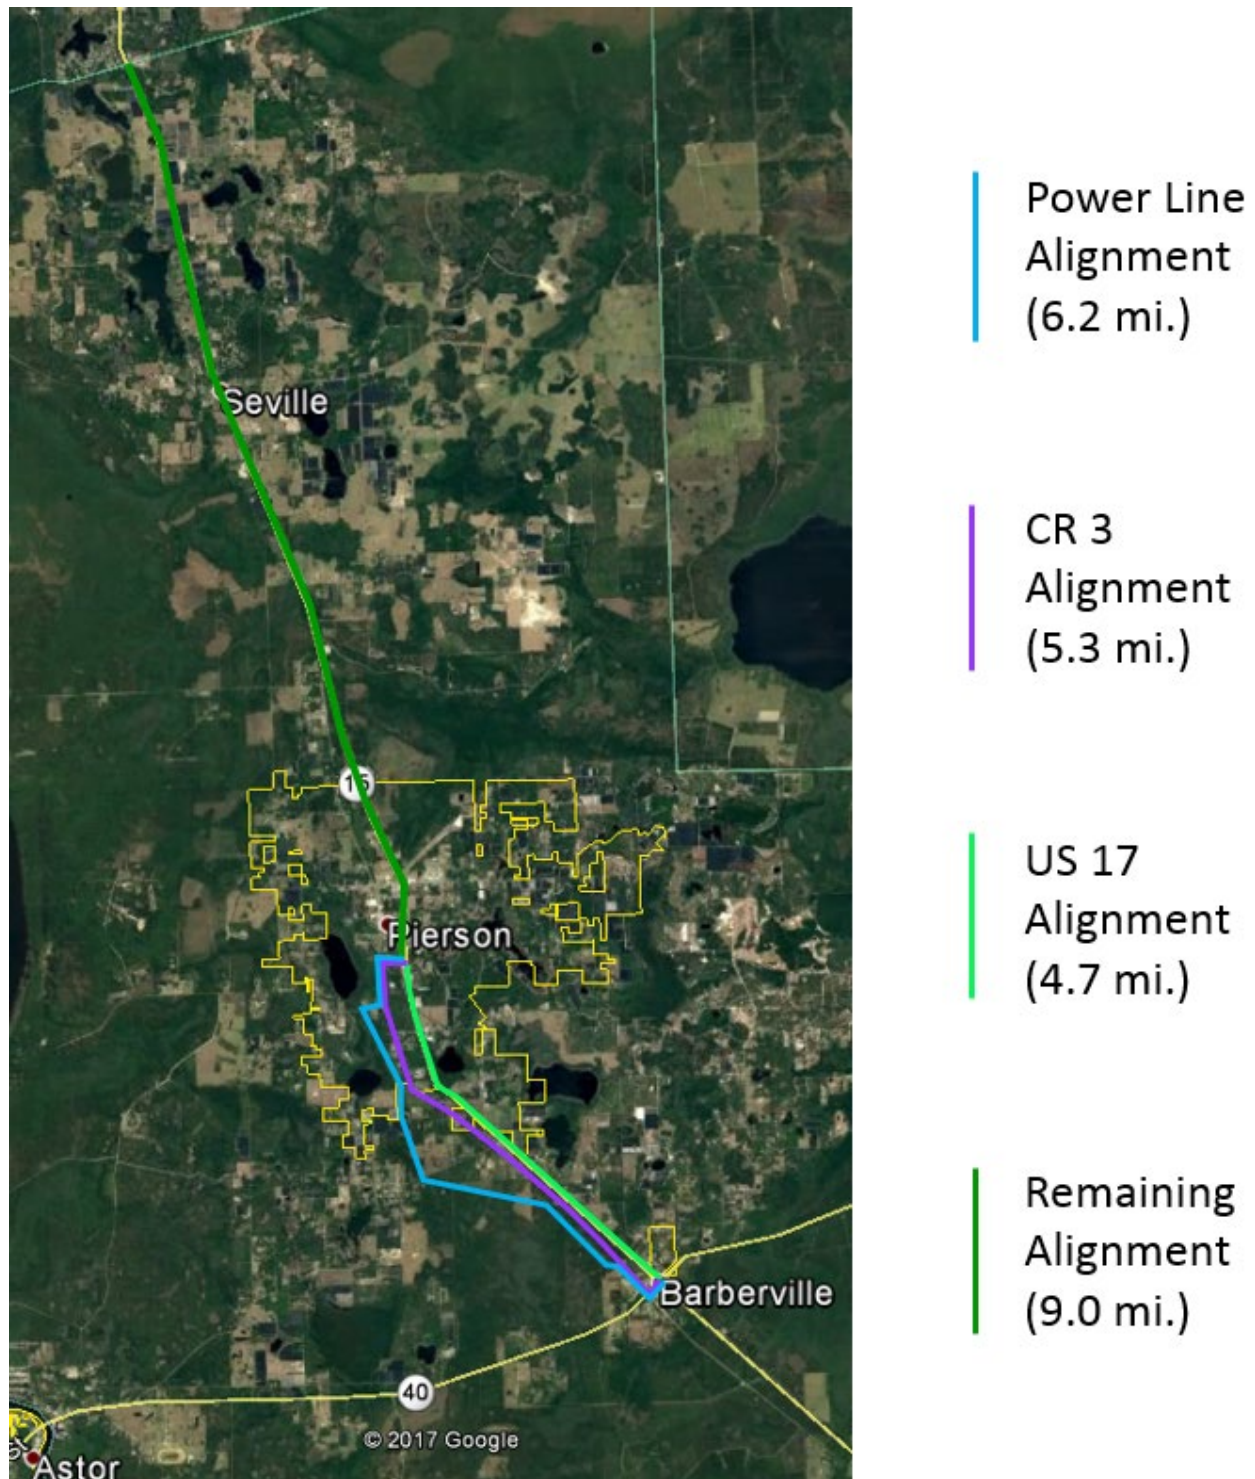 Seville
15
Pierson
Barberville
40
© 2017 Google
Astor
Power Line
Alignment
(6.2 mi.)
CR 3
Alignment
(5.3 mi.)
US 17
Alignment
(4.7 mi.)
Remaining
Alignment
(9.0 mi.)